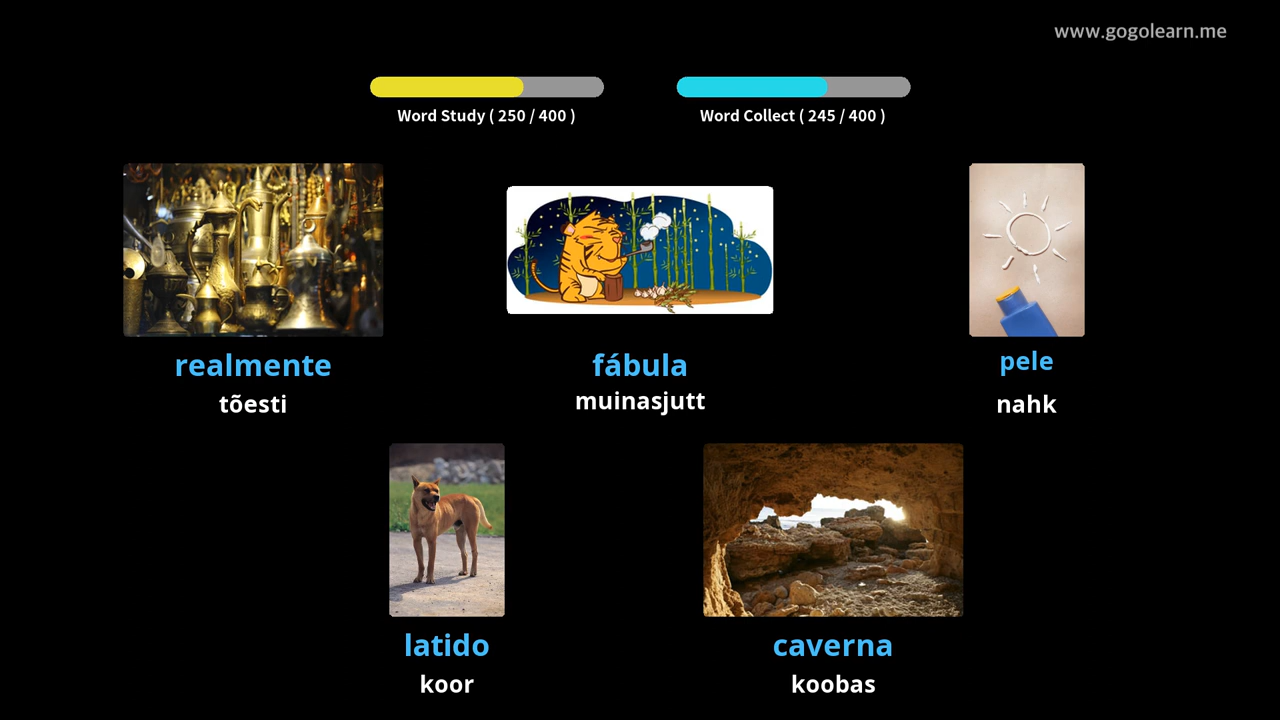 www.gogolearn.me
Word Study ( 250 / 400 )
Word Collect ( 245 / 400 )
realmente
tõesti
fábula
muinasjutt
pele
nahk
latido
koor
caverna
koobas